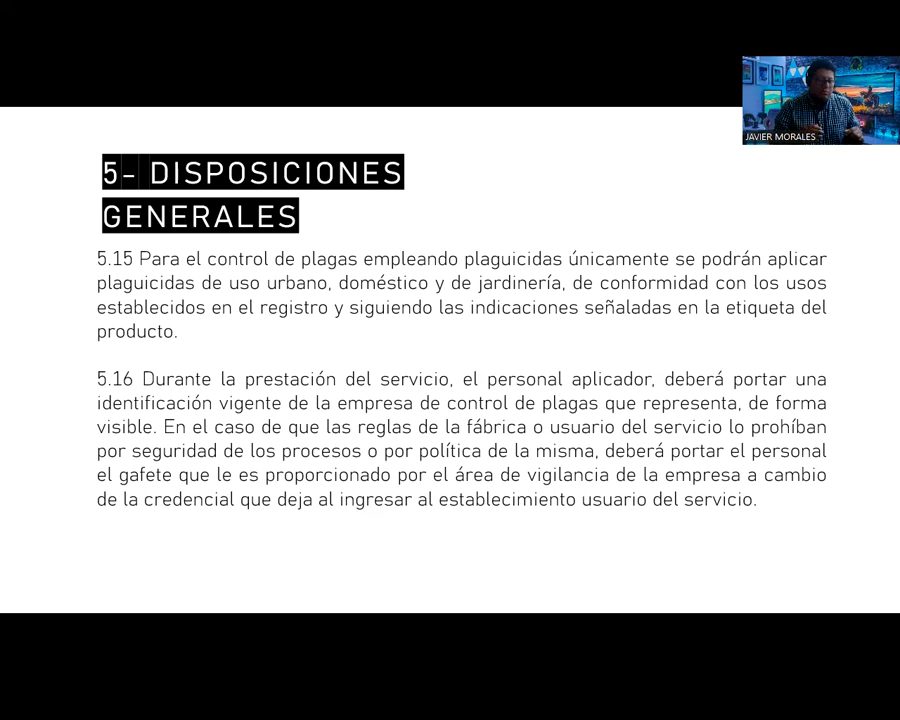 JAVIER MORALES
5- DISPOSICIONES
GENERALES
5.15 Para el control de plagas empleando plaguicidas únicamente se podrán aplicar
plaguicidas de uso urbano, doméstico y de jardinería, de conformidad con los usos
establecidos en el registro y siguiendo las indicaciones señaladas en la etiqueta del
producto.
5.16 Durante la prestación del servicio, el personal aplicador, deberá portar una
identificación vigente de la empresa de control de plagas que representa, de forma
visible. En el caso de que las reglas de la fábrica o usuario del servicio lo prohíban
por seguridad de los procesos o por política de la misma, deberá portar el personal
el gafete que le es proporcionado por el área de vigilancia de la empresa a cambio
de la credencial que deja al ingresar al establecimiento usuario del servicio.